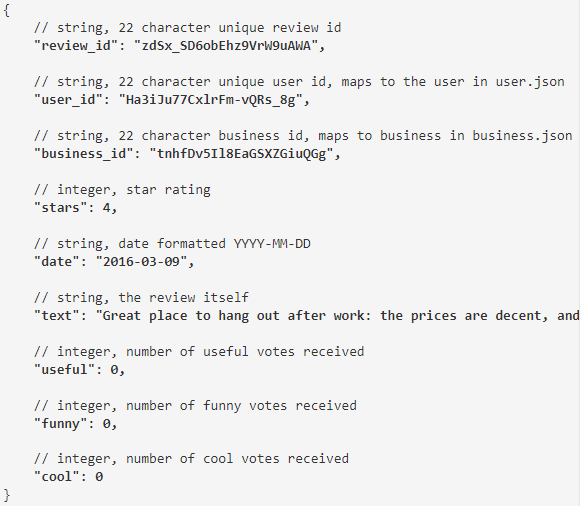 {
    // string, 22 character unique review id
    "review_id": "zdSx_SD6obEhz9VrW9uAWA",

    // string, 22 character unique user id, maps to the user in user.json
    "user_id": "Ha3iJu77CxlrFm-vQRs_8g",

    // string, 22 character business id, maps to business in business.json
    "business_id": "tnhfDv5Il8EaGSXZGiuQGg",

    // integer, star rating
    "stars": 4,

    // string, date formatted YYYY-MM-DD
    "date": "2016-03-09",

    // string, the review itself
    "text": "Great place to hang out after work: the prices are decent, and

    // integer, number of useful votes received
    "useful": 0,

    // integer, number of funny votes received
    "funny": 0,

    // integer, number of cool votes received
    "cool": 0
}